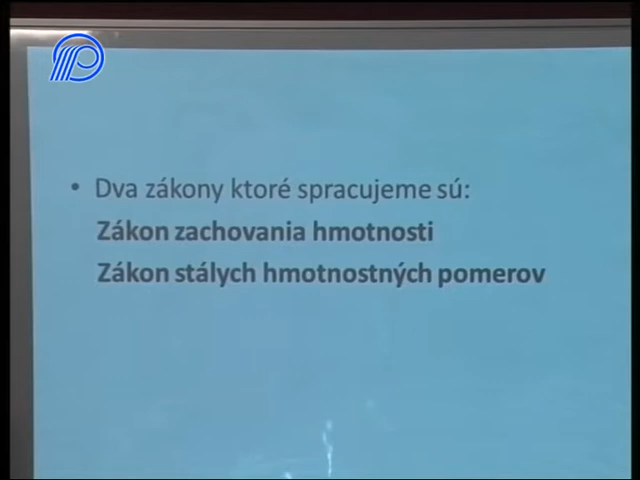 • Dva zákony ktoré spracujeme sú:
Zákon zachovania hmotnosti
Zákon stálych hmotnostných pomerov